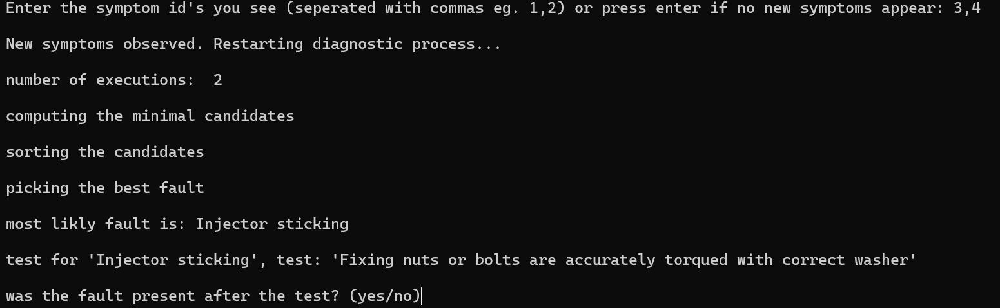 Enter the symptom id's you see (seperated with commas eg. 1,2) or press enter if no new symptoms appear: 3,4
New symptoms observed. Restarting diagnostic process...
number of executions:  2
computing the minimal candidates
sorting the candidates
picking the best fault
most likly fault is: Injector sticking
test for 'Injector sticking', test: 'Fixing nuts or bolts are accurately torqued with correct washer'
was the fault present after the test? (yes/no)